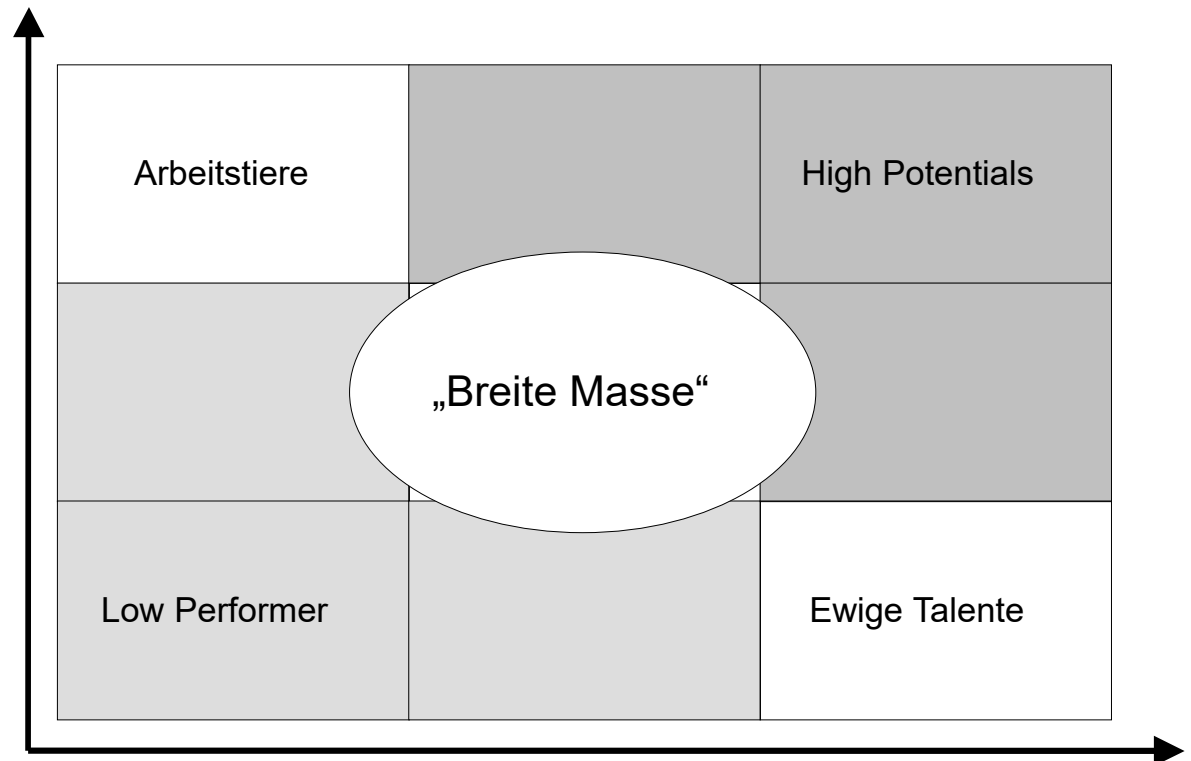 Arbeitstiere
High Potentials
„Breite Masse“
Low Performer
Ewige Talente